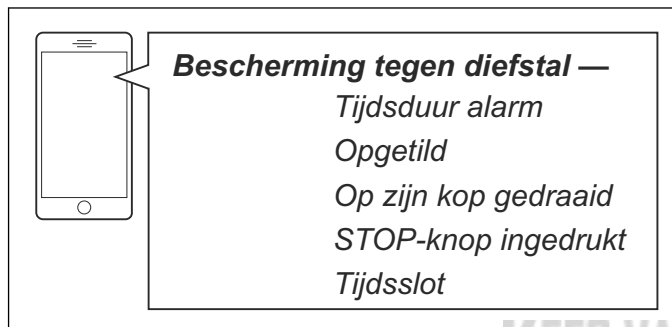 Bescherming tegen diefstal —
Tijdsduur alarm
Opgetild
Op zijn kop gedraaid
STOP-knop ingedrukt
Tijdsslot